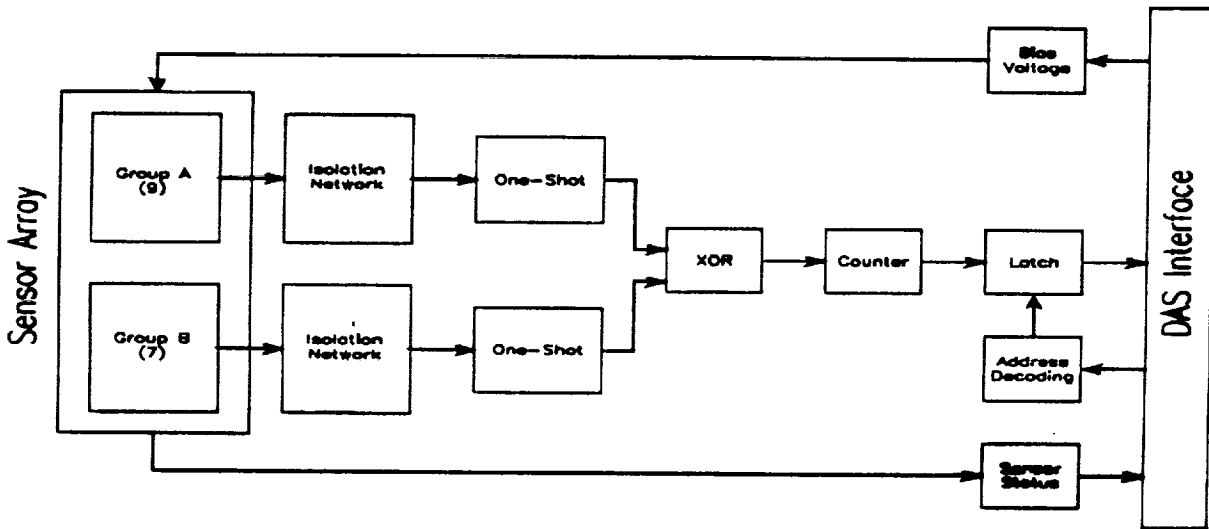 Bias
Voltage
Sensor Array
Group A
(9)
Isolation
Network
One-Shot
XOR
Counter
Latch
DAS Interface
Group B
(7)
Isolation
Network
One-Shot
Address
Decoding
Sensor
Status